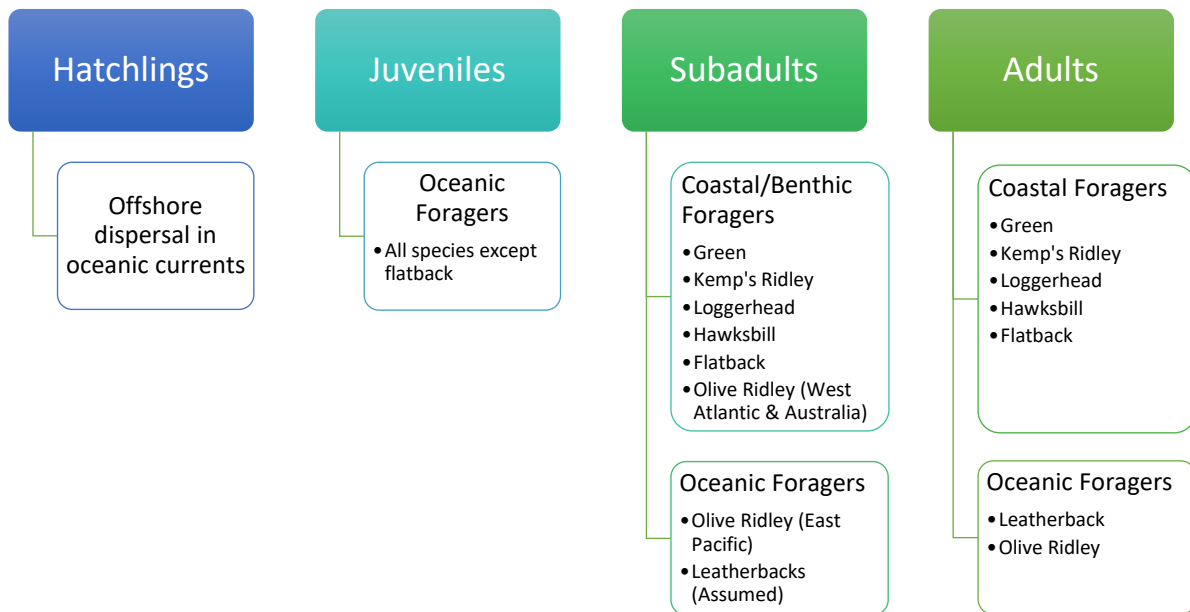 Hatchlings
Offshore
dispersal in
oceanic currents
Juveniles
Oceanic
Foragers
•All species except
flatback
Subadults
Coastal/Benthic
Foragers
•Green
•Kemp's Ridley
•Loggerhead
•Hawksbill
•Flatback
•Olive Ridley (West
Atlantic & Australia)
Oceanic Foragers
•Olive Ridley (East
Pacific)
•Leatherbacks
(Assumed)
Adults
Coastal Foragers
•Green
•Kemp's Ridley
•Loggerhead
•Hawksbill
•Flatback
Oceanic Foragers
•Leatherback
•Olive Ridley